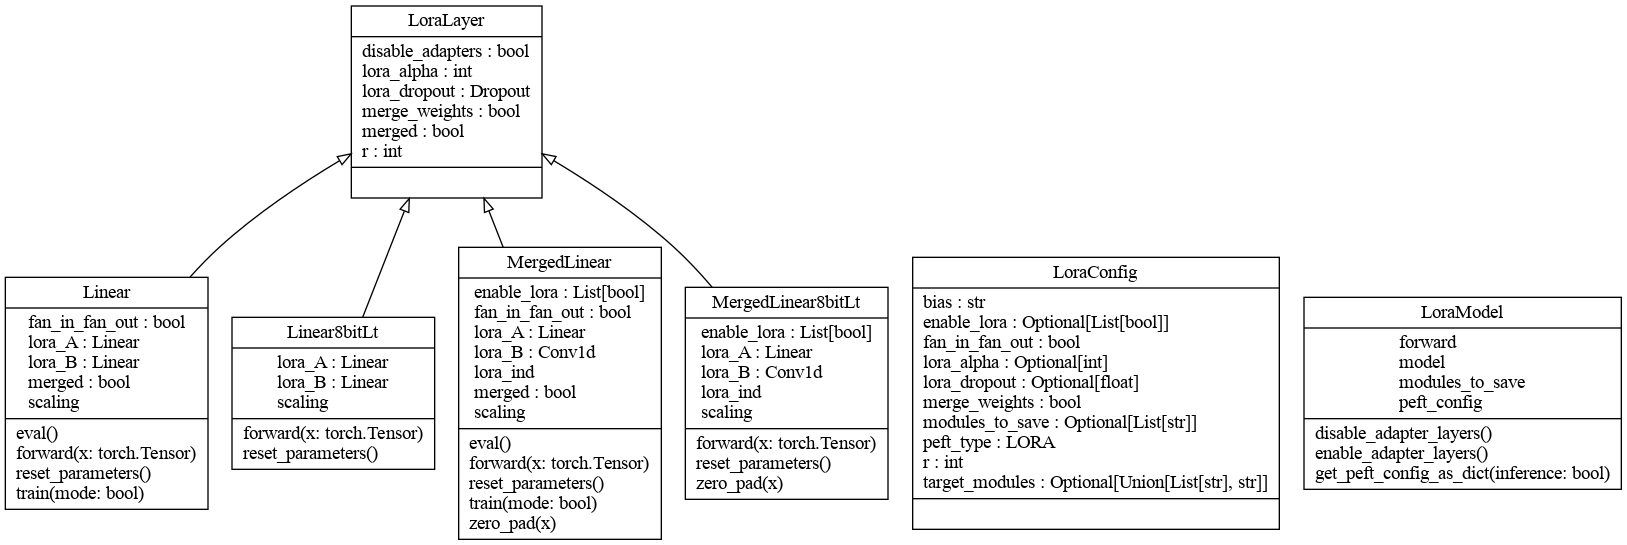 LoraLayer
disable_adapters : bool
lora_alpha : int
lora_dropout : Dropout
merge_weights : bool
merged : bool
r : int
Linear
fan_in_fan_out : bool
lora_A : Linear
lora_B : Linear
merged : bool
scaling
eval()
forward(x: torch.Tensor)
reset_parameters()
train(mode: bool)
Linear8bitLt
lora_A : Linear
lora_B : Linear
scaling
forward(x: torch.Tensor)
reset_parameters()
MergedLinear
enable_lora : List[bool]
fan_in_fan_out : bool
lora_A : Linear
lora_B : Conv1d
lora_ind
merged : bool
scaling
eval()
forward(x: torch.Tensor)
reset_parameters()
train(mode: bool)
zero_pad(x)
MergedLinear8bitLt
enable_lora : List[bool]
lora_A : Linear
lora_B : Conv1d
lora_ind
scaling
forward(x: torch.Tensor)
reset_parameters()
zero_pad(x)
LoraConfig
bias : str
enable_lora : Optional[List[bool]]
fan_in_fan_out : bool
lora_alpha : Optional[int]
lora_dropout : Optional[float]
merge_weights : bool
modules_to_save : Optional[List[str]]
peft_type : LORA
r : int
target_modules : Optional[Union[List[str], str]]
LoraModel
forward
model
modules_to_save
peft_config
disable_adapter_layers()
enable_adapter_layers()
get_peft_config_as_dict(inference: bool)